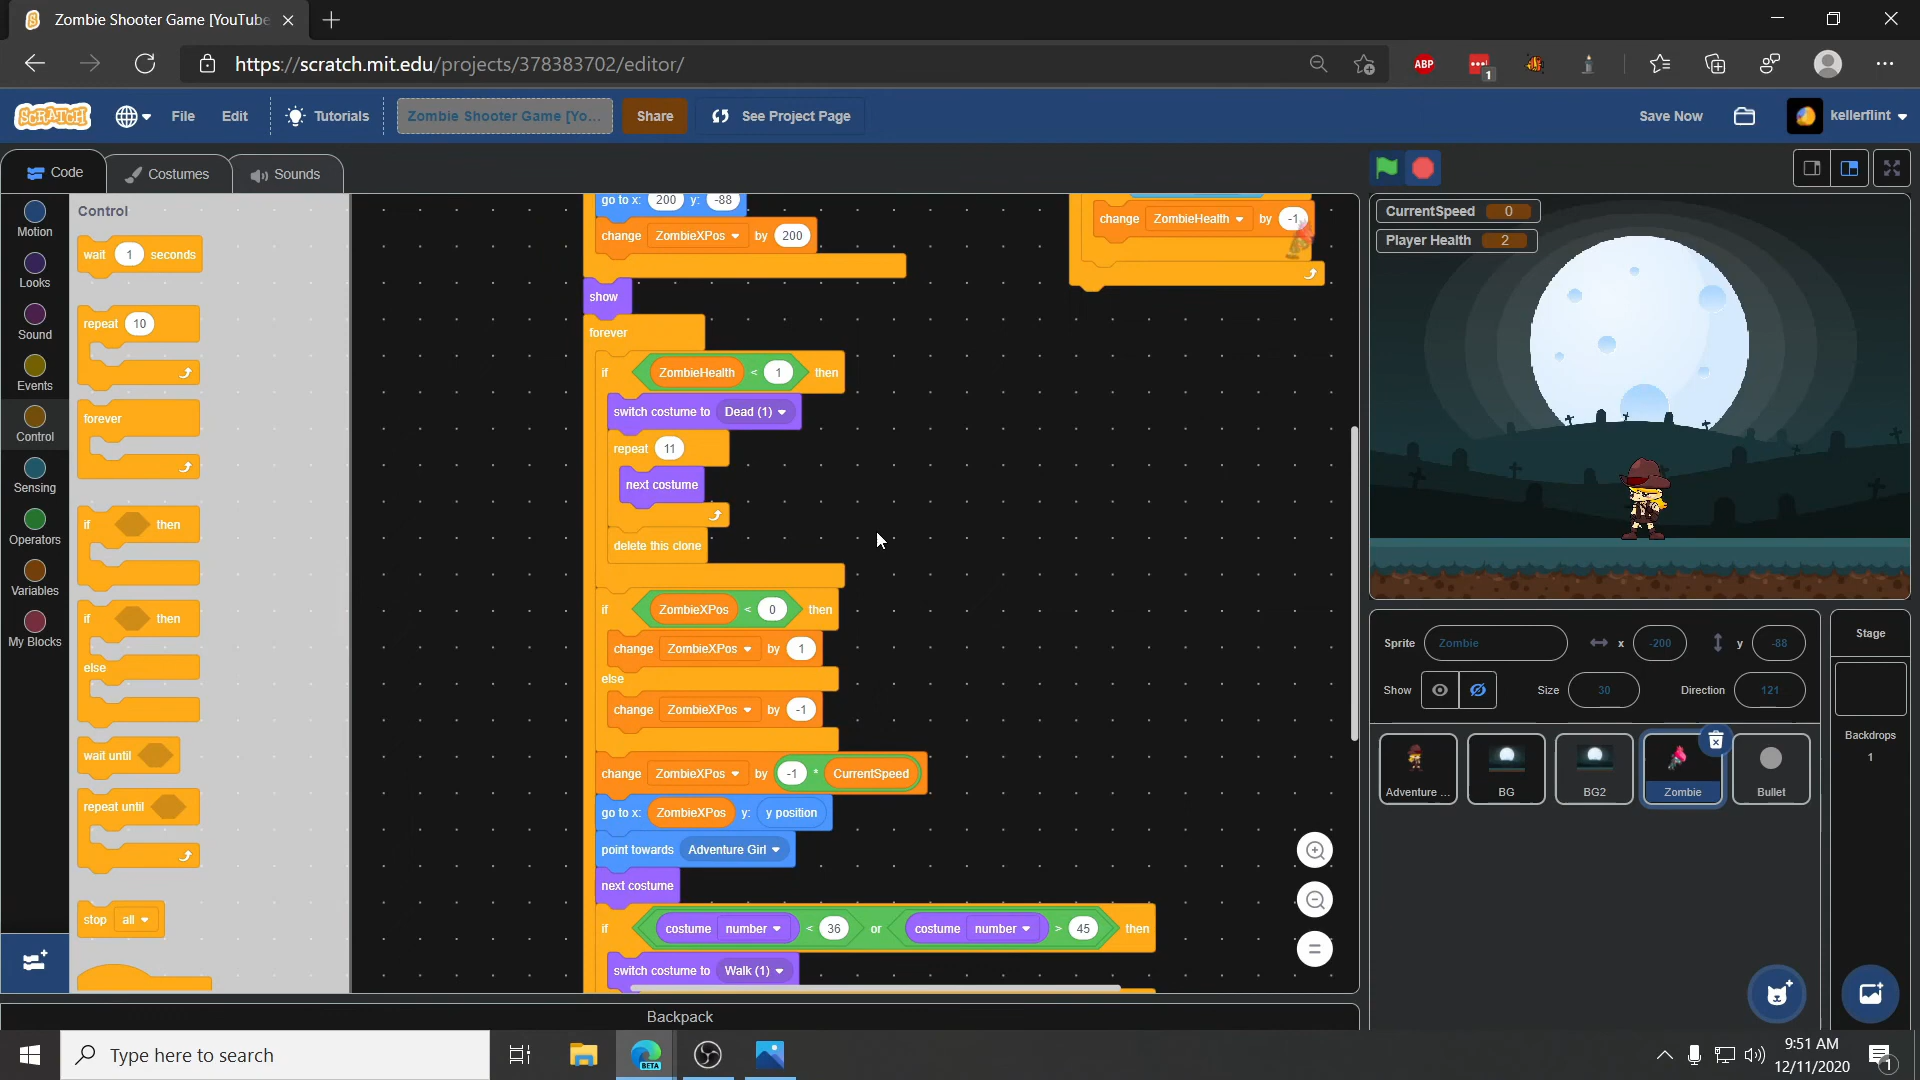 Zombie Shooter Game [YouTube
https://scratch.mit.edu/projects/378383702/editor/
ABP
1
SCRATCH
File
Edit
Tutorials
Zombie Shooter Game [Yo...
Share
See Project Page
Save Now
kellerflint
Code
Costumes
Sounds
Motion
Looks
Sound
Events
Control
Sensing
Operators
Variables
My Blocks
Control
wait 1 seconds
repeat 10
forever
if then
if then
else
wait until
repeat until
stop all
go to x: 200 y: -88
change ZombieXPos by 200
show
forever
if ZombieHealth < 1 then
switch costume to Dead (1)
repeat 11
next costume
delete this clone
if ZombieXPos < 0 then
change ZombieXPos by 1
else
change ZombieXPos by -1
change ZombieXPos by -1 * CurrentSpeed
go to x: ZombieXPos y: y position
point towards Adventure Girl
next costume
if costume number < 36 or costume number > 45 then
switch costume to Walk (1)
change ZombieHealth by -1
Backpack
CurrentSpeed 0
Player Health 2
Sprite Zombie x -200 y -88
Show Size 30 Direction 121
Adventure ...
BG
BG2
Zombie
Bullet
Stage
Backdrops
1
Type here to search
BETA
9:51 AM
12/11/2020
1